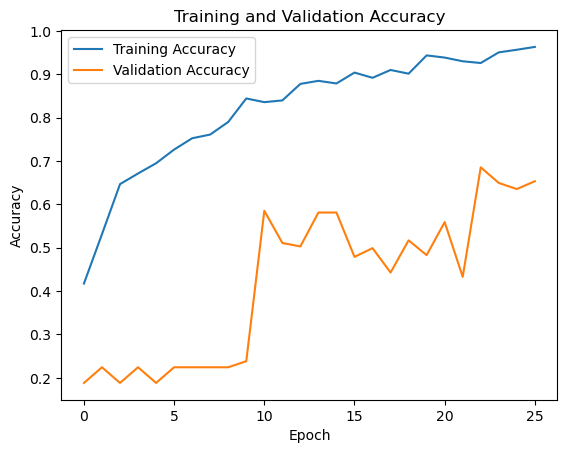 Training and Validation Accuracy
Training Accuracy
Validation Accuracy
Accuracy
1.0
0.9
0.8
0.7
0.6
0.5
0.4
0.3
0.2
0 5 10 15 20 25
Epoch